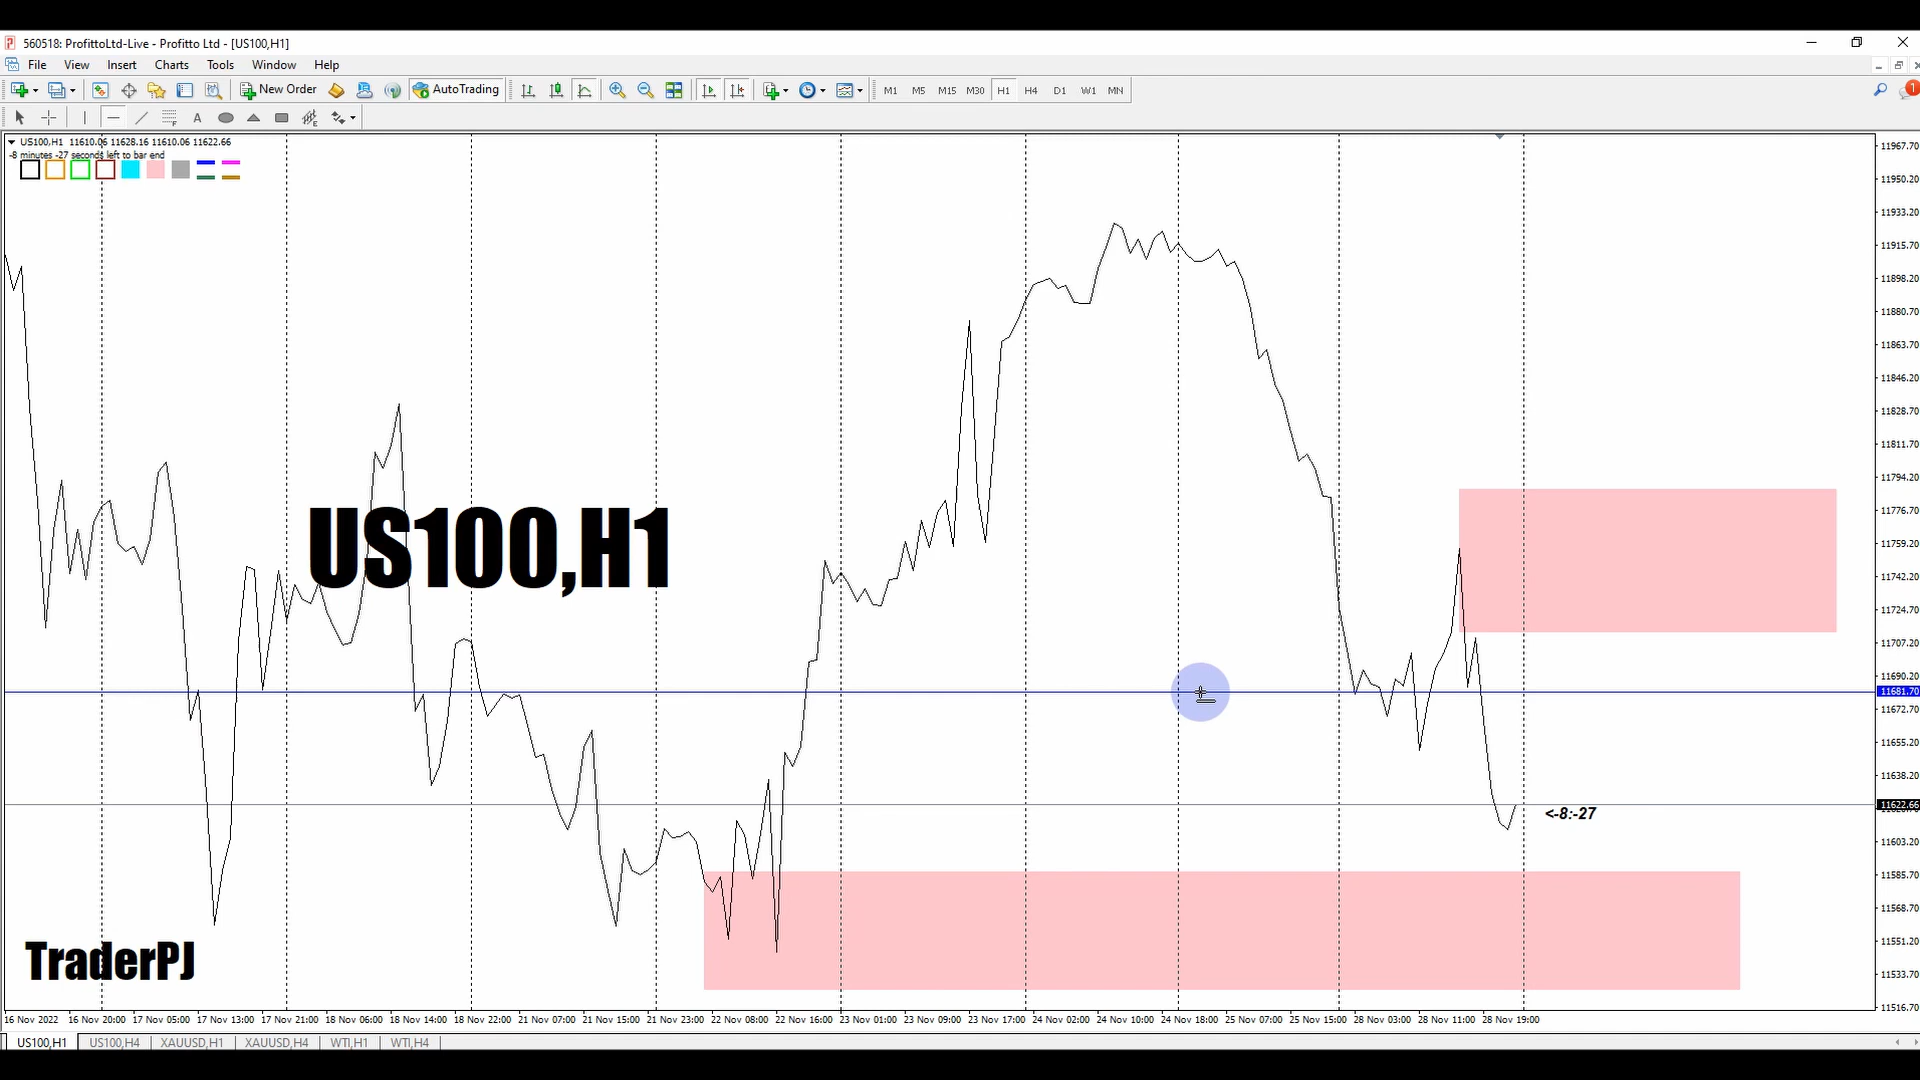 560518: ProfittoLtd-Live - Profitto Ltd - [US100,H1]
File View Insert Charts Tools Window Help
New Order AutoTrading M1 M5 M15 M30 H1 H4 D1 W1 MN 1
A
US100,H1 11610.06 11628.16 11610.06 11622.66
-8 minutes -27 seconds left to bar end
11967.70
11950.20
11933.20
11915.70
11898.20
11880.70
11863.70
11846.20
11828.70
11811.70
11794.20
11776.70
11759.20
11742.20
11724.70
11707.20
11690.20
11681.70
11672.70
11655.20
11638.20
11622.66
11603.20
11585.70
11568.70
11551.20
11533.70
11516.70
US100,H1
<-8:-27
TraderPJ
16 Nov 2022 16 Nov 20:00 17 Nov 05:00 17 Nov 13:00 17 Nov 21:00 18 Nov 06:00 18 Nov 14:00 18 Nov 22:00 21 Nov 07:00 21 Nov 15:00 21 Nov 23:00 22 Nov 08:00 22 Nov 16:00 23 Nov 01:00 23 Nov 09:00 23 Nov 17:00 24 Nov 02:00 24 Nov 10:00 24 Nov 18:00 25 Nov 07:00 25 Nov 15:00 28 Nov 03:00 28 Nov 11:00 28 Nov 19:00
US100,H1 US100,H4 XAUUSD,H1 XAUUSD,H4 WTI,H1 WTI,H4